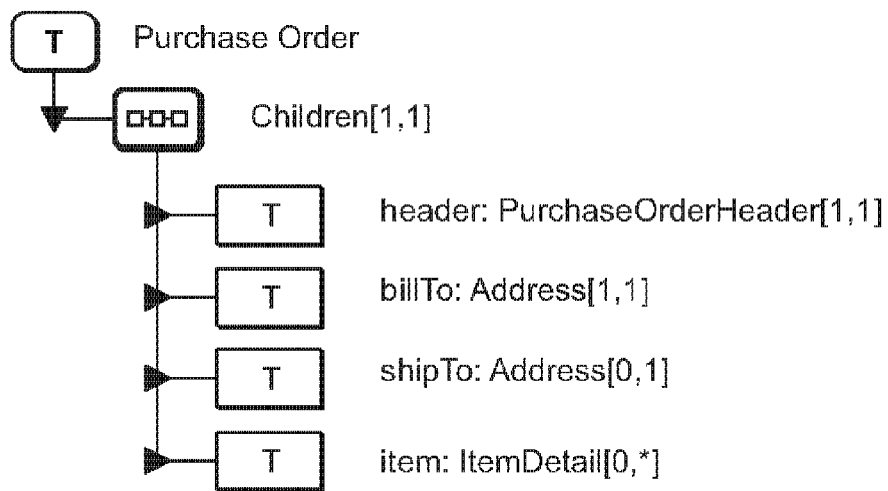 T Purchase Order
Children[1,1]
T header: PurchaseOrderHeader[1,1]
T billTo: Address[1,1]
T shipTo: Address[0,1]
T item: ItemDetail[0,*]